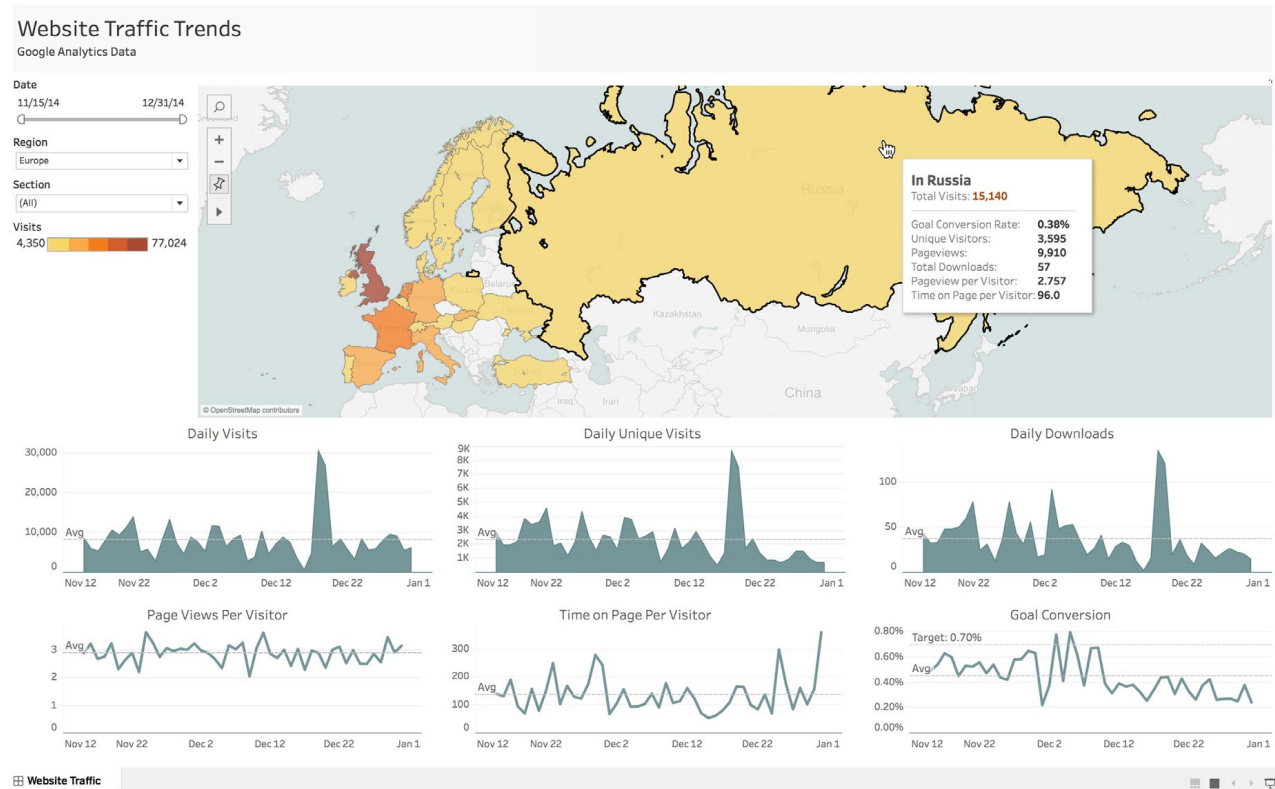 Website Traffic Trends
Google Analytics Data
Date
11/15/14 12/31/14
Region
Europe
Section
(All)
Visits
4,350 77,024
Russia
Belarus
Kazakhstan
Mongolia
China
Iraq
Iran
Japan
© OpenStreetMap contributors
In Russia
Total Visits: 15,140
Goal Conversion Rate: 0.38%
Unique Visitors: 3,595
Pageviews: 9,910
Total Downloads: 57
Pageview per Visitor: 2.757
Time on Page per Visitor: 96.0
Daily Visits
30,000
20,000
10,000
0
Avg
Nov 12 Nov 22 Dec 2 Dec 12 Dec 22 Jan 1
Daily Unique Visits
9K
8K
7K
6K
5K
4K
3K
2K
1K
Avg
Nov 12 Nov 22 Dec 2 Dec 12 Dec 22 Jan 1
Daily Downloads
100
50
0
Avg
Nov 12 Nov 22 Dec 2 Dec 12 Dec 22 Jan 1
Page Views Per Visitor
3
2
1
0
Avg
Nov 12 Nov 22 Dec 2 Dec 12 Dec 22 Jan 1
Time on Page Per Visitor
300
200
100
0
Avg
Nov 12 Nov 22 Dec 2 Dec 12 Dec 22 Jan 1
Goal Conversion
0.80%
0.60%
0.40%
0.20%
0.00%
Target: 0.70%
Avg
Nov 12 Nov 22 Dec 2 Dec 12 Dec 22 Jan 1
Website Traffic